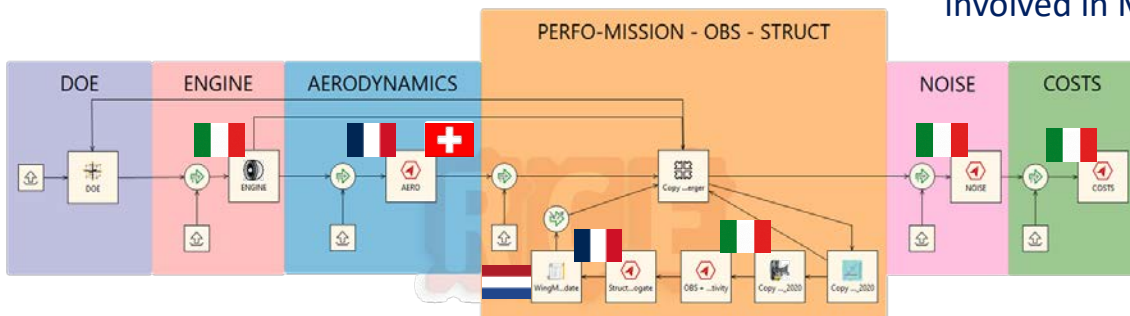 involved in M
PERFO-MISSION - OBS - STRUCT
DOE
ENGINE
AERODYNAMICS
NOISE
COSTS
DOE
ENGINE
AERO
Copy ...erger
NOISE
COSTS
RCE
WingM...date
Struct...ogate
OBS + ...tivity
Copy ..._2020
Copy ..._2020